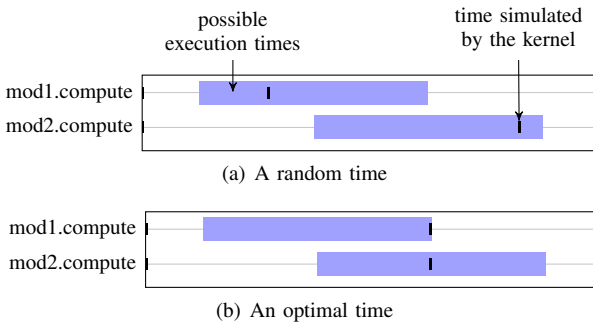 possible
execution times
time simulated
by the kernel
mod1.compute
mod2.compute
(a) A random time
mod1.compute
mod2.compute
(b) An optimal time